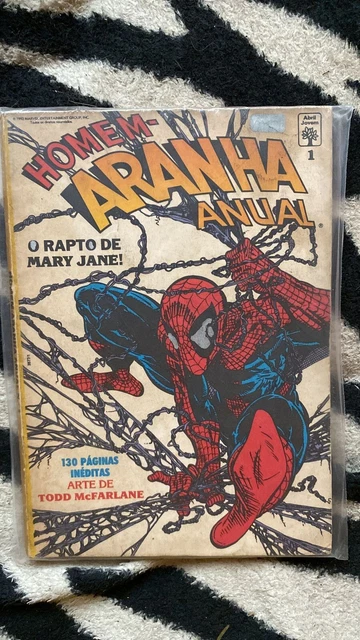 Abril
Jovem
1
HOMEM-
ARANHA
ANUAL
O RAPTO DE
MARY JANE!
130 PÁGINAS
INÉDITAS
ARTE DE
TODD McFARLANE